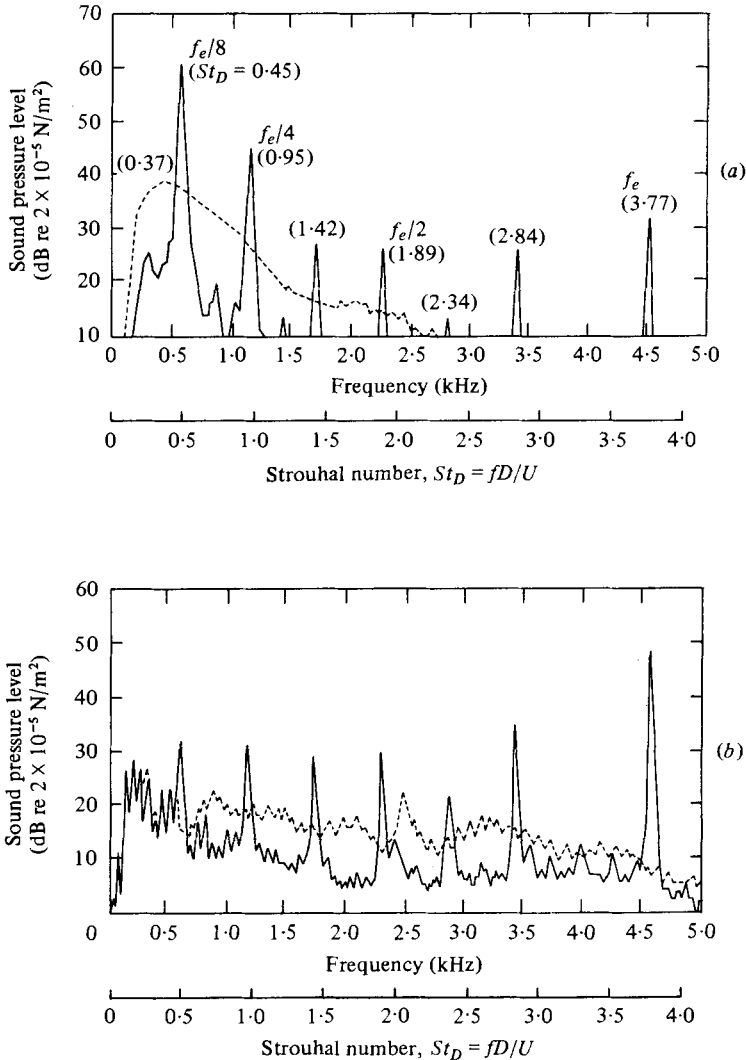 70
60
50
40
30
20
10
Sound pressure level
(dB re 2 × 10⁻⁵ N/m²)
fₑ/8
(St_D = 0·45)
fₑ/4
(0·95)
(0·37)
(1·42)
fₑ/2
(1·89)
(2·34)
(2·84)
fₑ
(3·77)
(a)
0 0·5 1·0 1·5 2·0 2·5 3·0 3·5 4·0 4·5 5·0
Frequency (kHz)
0 0·5 1·0 1·5 2·0 2·5 3·0 3·5 4·0
Strouhal number, St_D = fD/U
60
50
40
30
20
10
Sound pressure level
(dB re 2 × 10⁻⁵ N/m²)
(b)
0 0·5 1·0 1·5 2·0 2·5 3·0 3·5 4·0 4·5 5·0
Frequency (kHz)
0 0·5 1·0 1·5 2·0 2·5 3·0 3·5 4·0
Strouhal number, St_D = fD/U